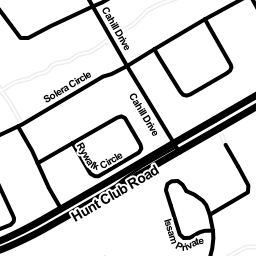 Cahill Drive
Solera Circle
Cahill Drive
Rywalk Circle
Hunt Club Road
Issam Private